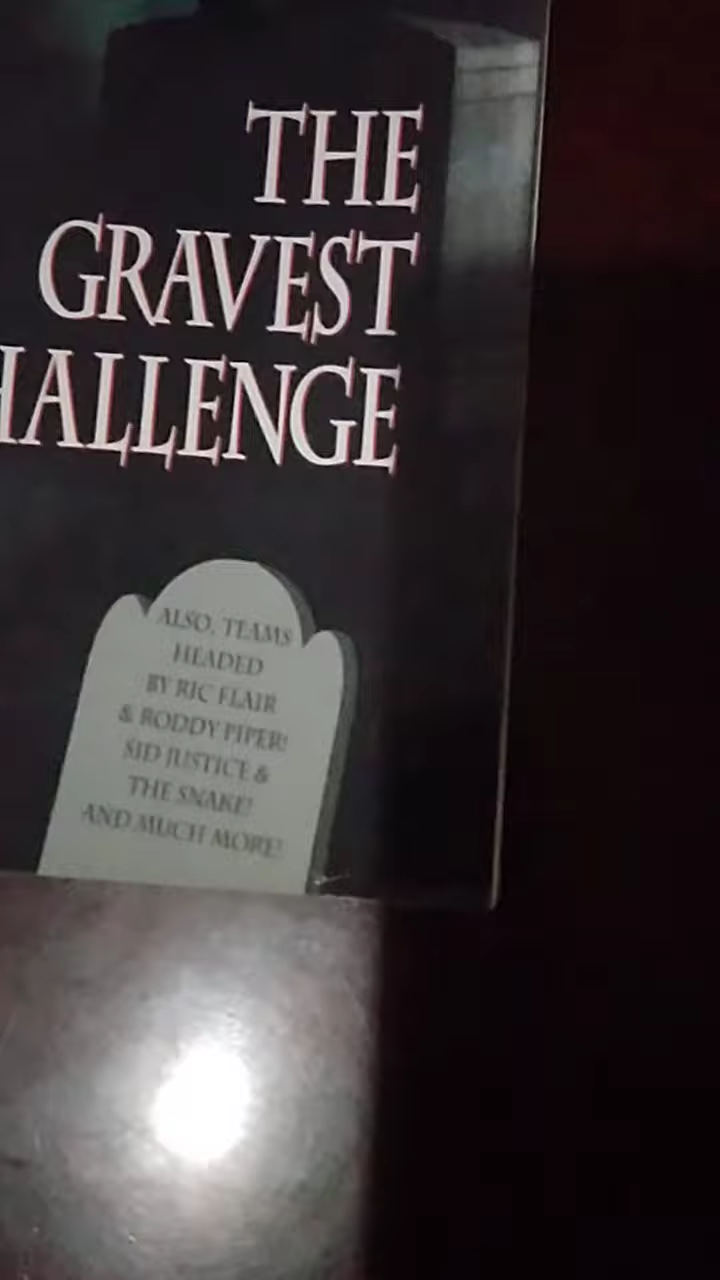 THE
GRAVEST
HALLENGE
ALSO, TEAMS
HEADED
BY RIC FLAIR
& RODDY PIPER!
SID JUSTICE &
THE SNAKE!
AND MUCH MORE!